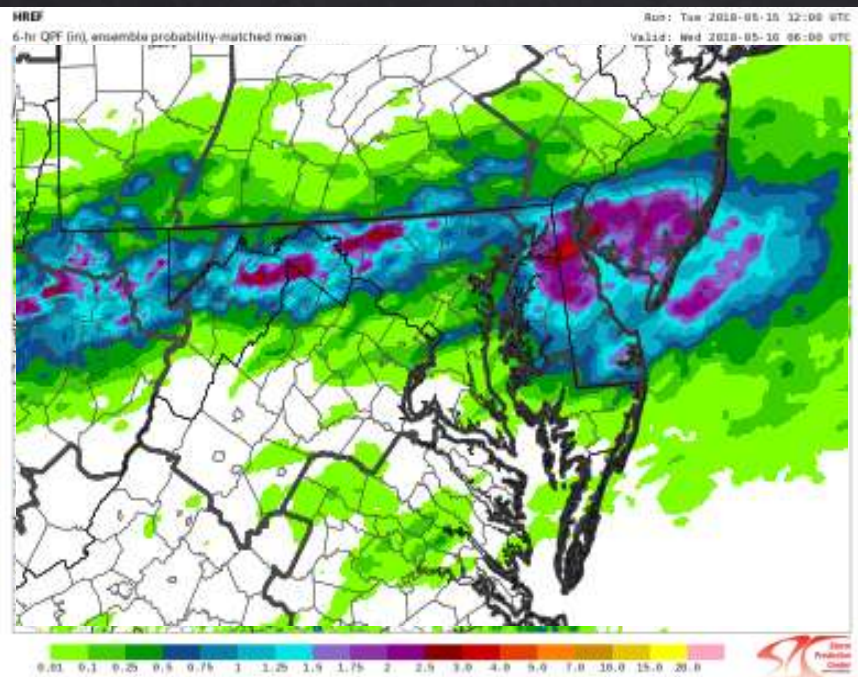 HREF
Run: Tue 2018-05-15 12:00 UTC
6-hr QPF (in), ensemble probability-matched mean
Valid: Wed 2018-05-16 06:00 UTC
0.01 0.1 0.25 0.5 0.75 1 1.25 1.5 1.75 2 2.5 3.0 4.0 5.0 7.0 10.0 15.0 20.0
Storm
Prediction
Center